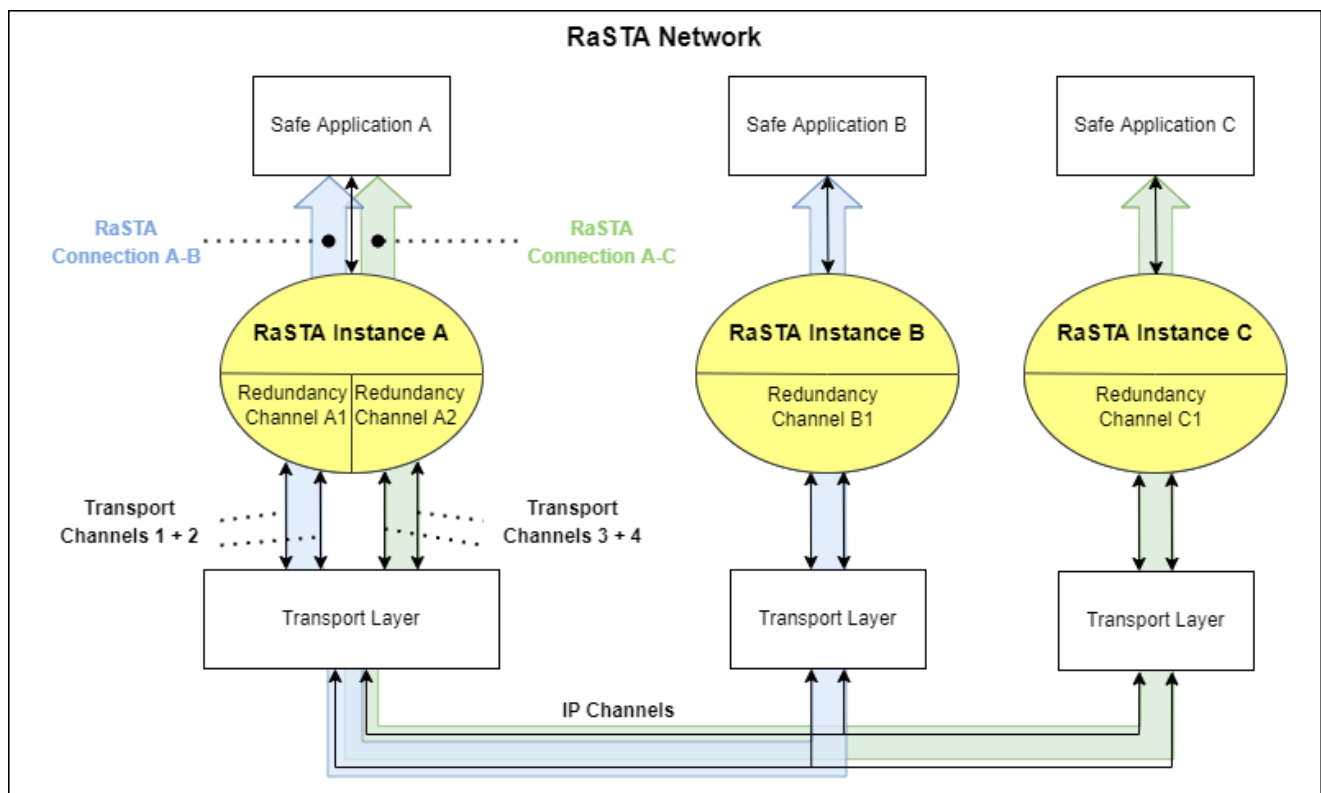 RaSTA Network
Safe Application A
Safe Application B
Safe Application C
RaSTA
Connection A-B
RaSTA
Connection A-C
RaSTA Instance A
Redundancy
Channel A1
Redundancy
Channel A2
RaSTA Instance B
Redundancy
Channel B1
RaSTA Instance C
Redundancy
Channel C1
Transport
Channels 1 + 2
Transport
Channels 3 + 4
Transport Layer
Transport Layer
Transport Layer
IP Channels